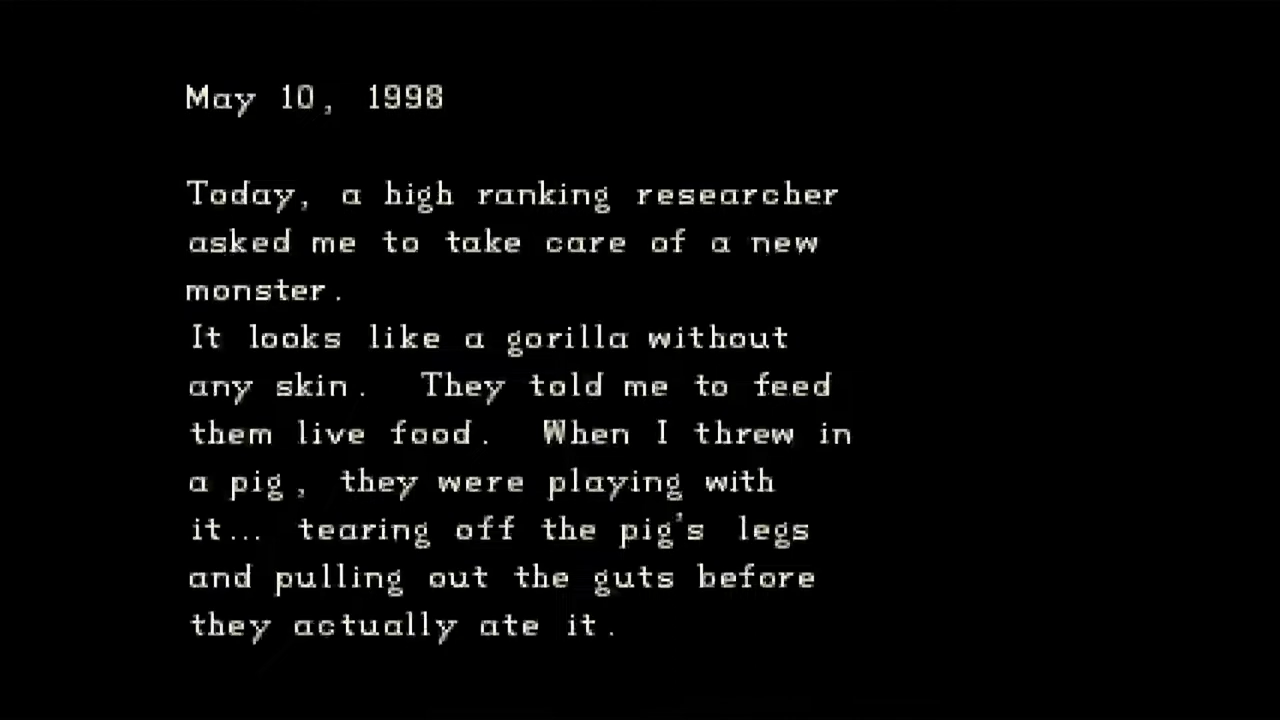 May 10, 1998
Today, a high ranking researcher
asked me to take care of a new
monster.
It looks like a gorilla without
any skin. They told me to feed
them live food. When I threw in
a pig, they were playing with
it... tearing off the pig's legs
and pulling out the guts before
they actually ate it.